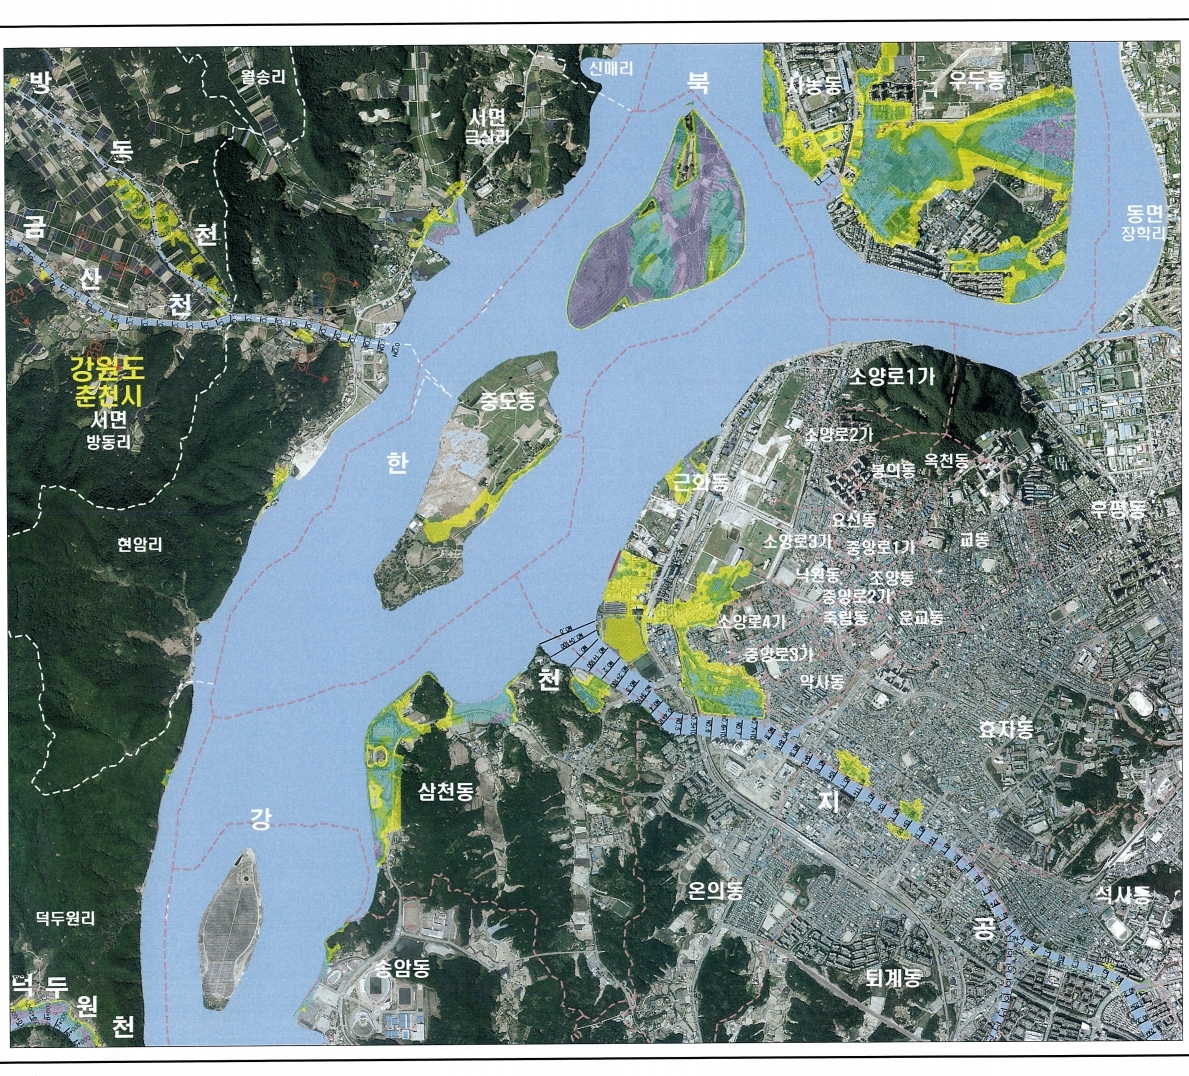 방
동
천
월송리
서면
금산리
신매리
북
사농동
우두동
동면
장학리
금
산
천
강원도
춘천시
서면
방동리
한
중도동
소양로1가
소양로2가
봉의동
옥천동
근화동
요선동
우평동
소양로3가
중앙로1가
교동
낙원동
조양동
중앙로2가
죽림동
운교동
소양로4가
중앙로3가
약사동
현암리
천
효자동
삼천동
지
강
온의동
석사동
덕두원리
공
송암동
퇴계동
덕
두
원
천